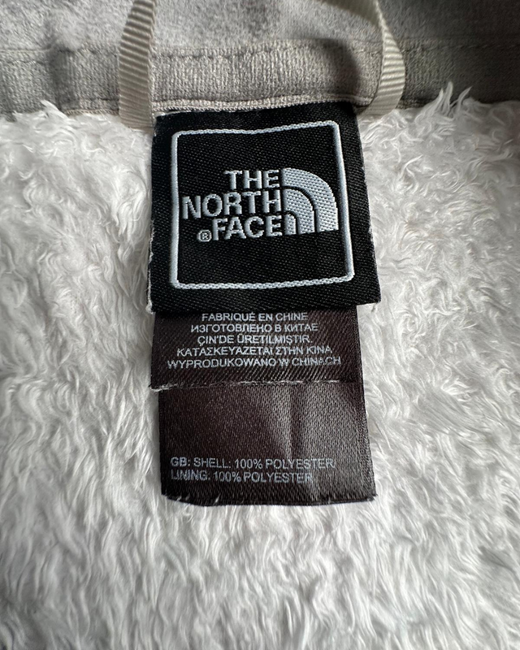 THE
NORTH
® FACE
FABRIQUÉ EN CHINE
ИЗГОТОВЛЕНО В КИТАЕ
ÇIN'DE ÜRETILMIŞTIR.
ΚΑΤΑΣΚΕΥΑΖΕΤΑΙ ΣΤΗΝ ΚΙΝΑ
WYPRODUKOWANO W CHINACH
GB: SHELL: 100% POLYESTER
LINING: 100% POLYESTER